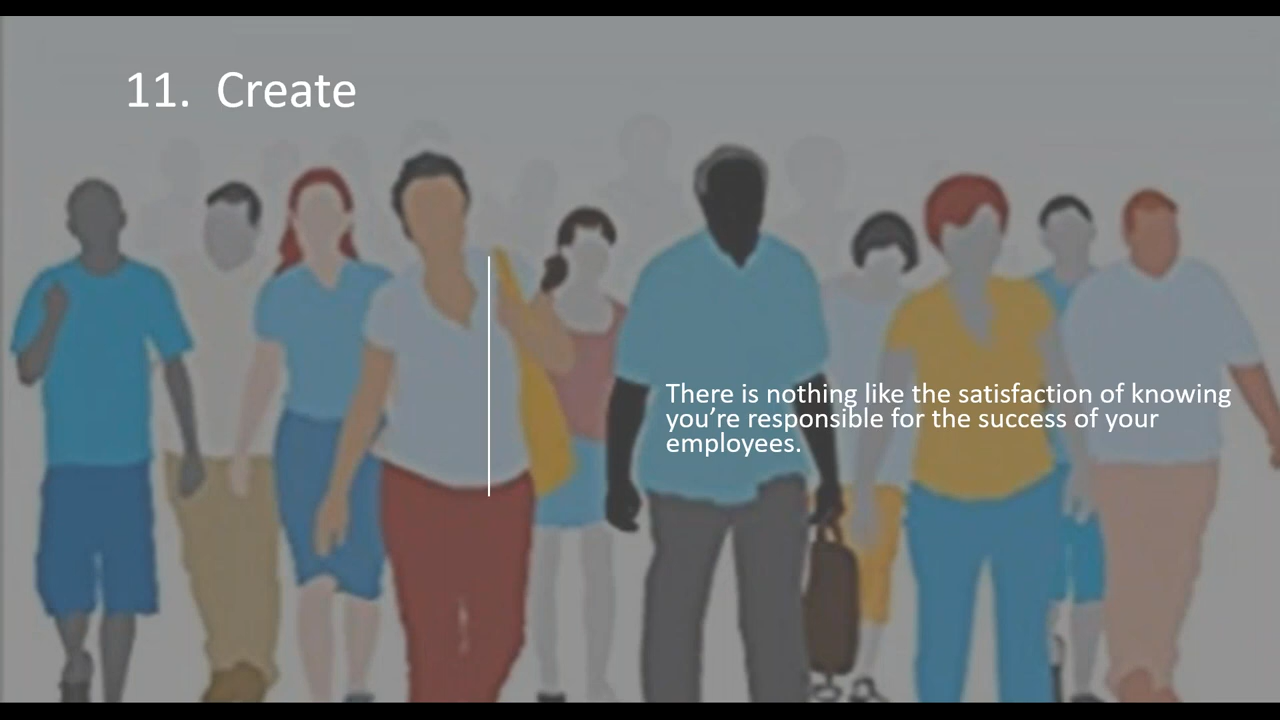 11. Create
There is nothing like the satisfaction of knowing
you’re responsible for the success of your
employees.